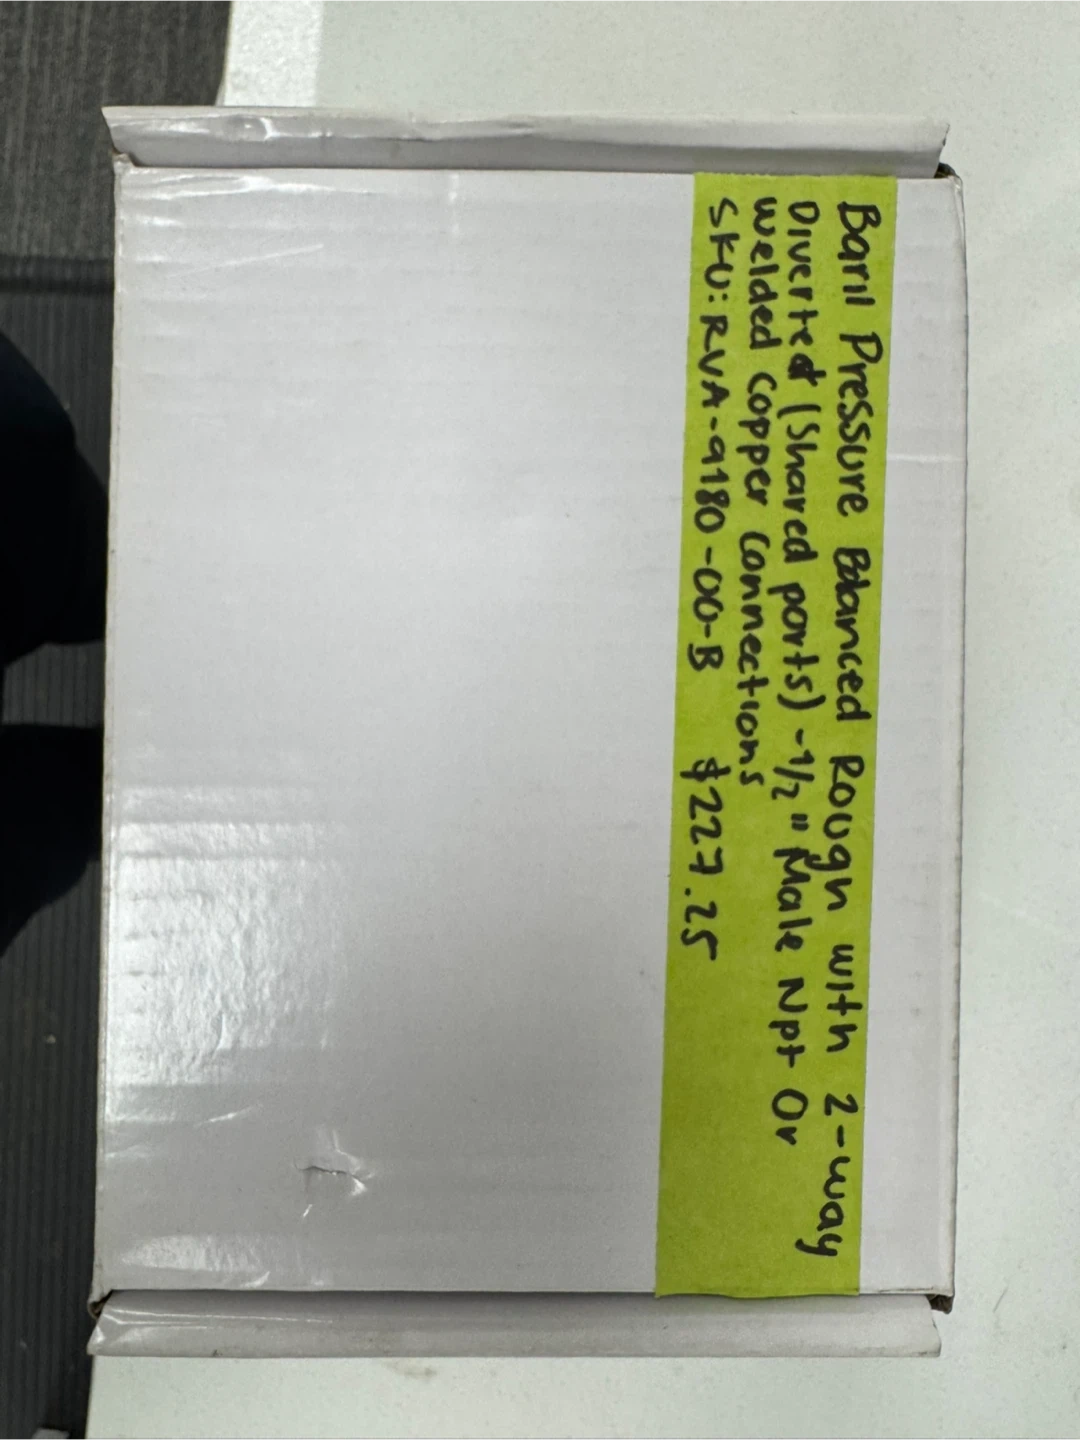 Baril Pressure Balanced Rough with 2-way
Diverted (Shared ports) - 1/2" Male Npt Or
welded Copper Connections
SKU: RVA-9180-00-B $227.25